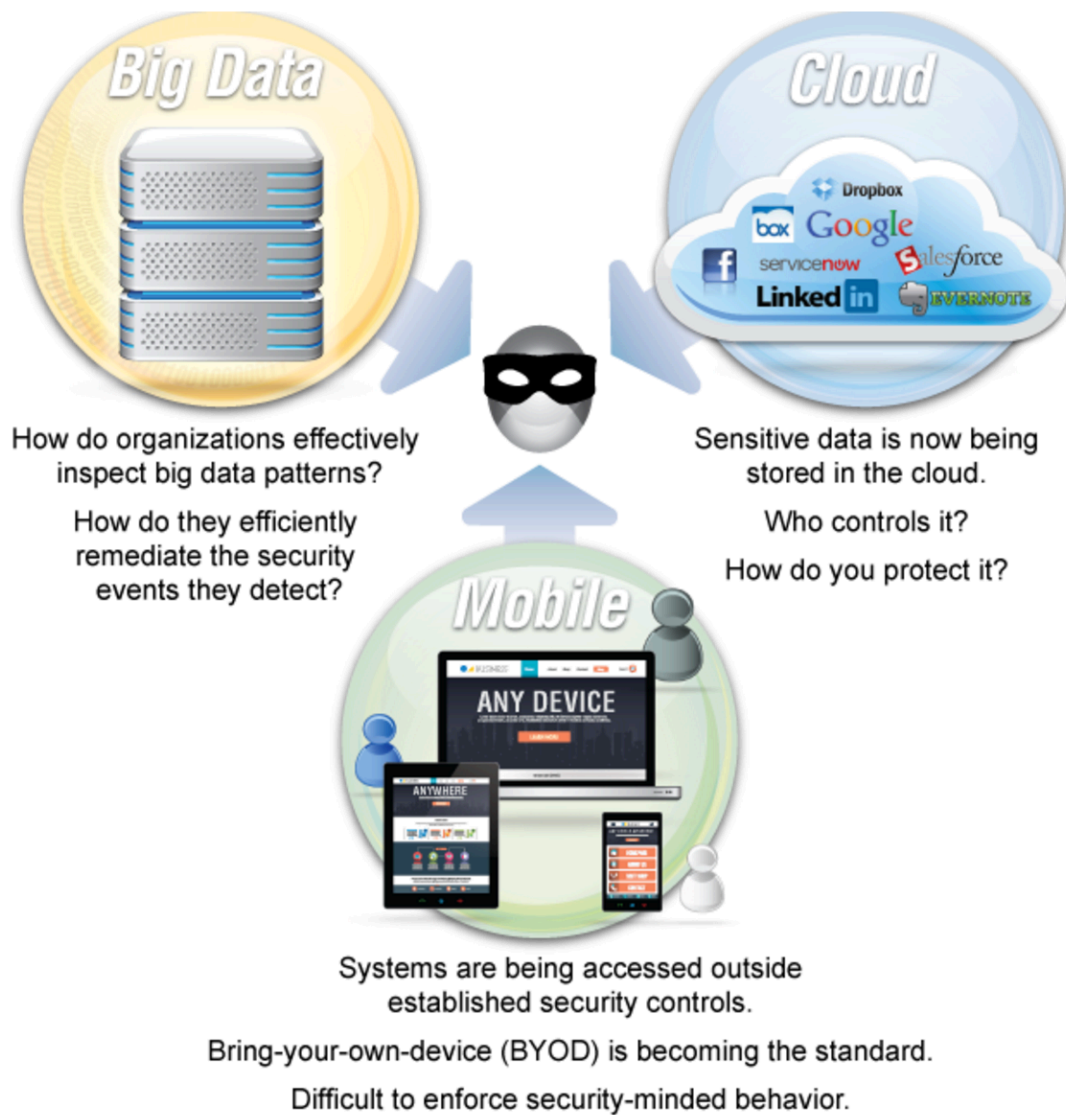 Big Data
Cloud
Dropbox
box
Google
f
servicenow
salesforce
Linked in
EVERNOTE
How do organizations effectively
inspect big data patterns?
How do they efficiently
remediate the security
events they detect?
Sensitive data is now being
stored in the cloud.
Who controls it?
How do you protect it?
Mobile
ANY DEVICE
LEARN MORE
ANYWHERE
Systems are being accessed outside
established security controls.
Bring-your-own-device (BYOD) is becoming the standard.
Difficult to enforce security-minded behavior.